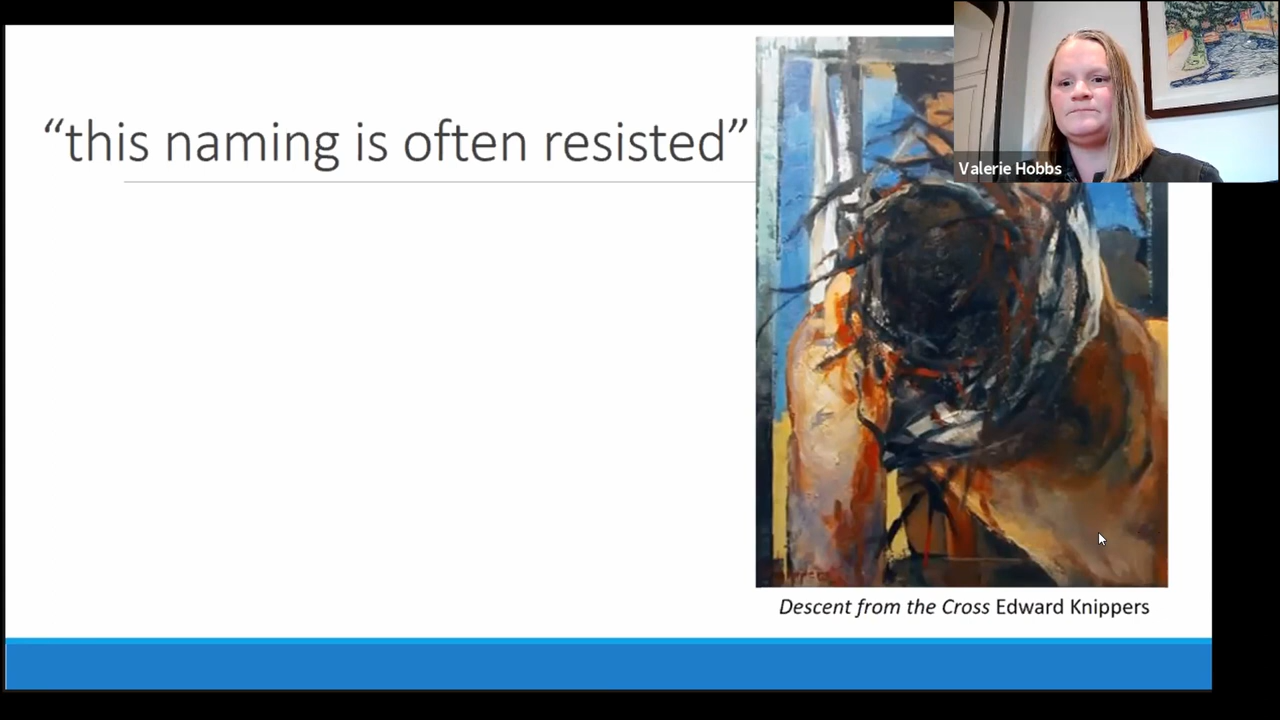 “this naming is often resisted”
Valerie Hobbs
Descent from the Cross Edward Knippers